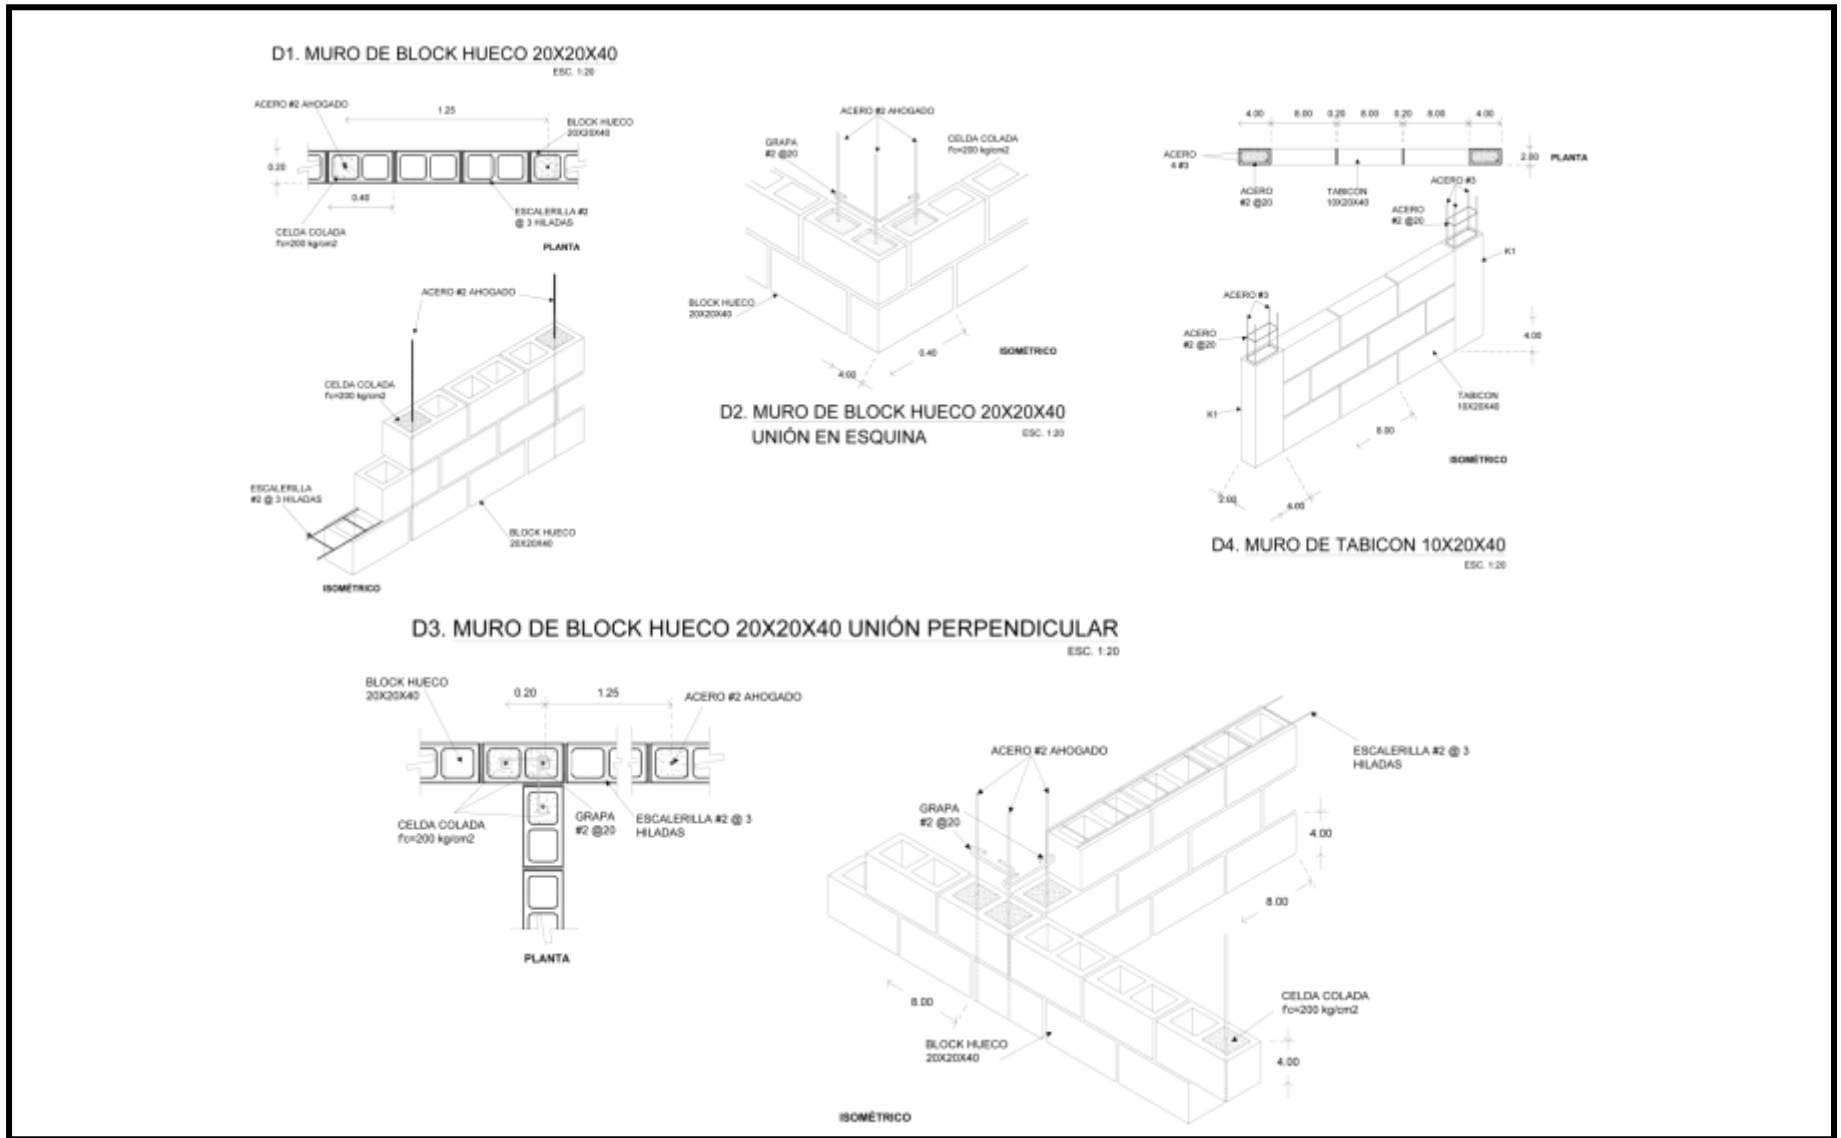 D1. MURO DE BLOCK HUECO 20X20X40
ESC. 1:20
ACERO #2 AHOGADO
1.25
BLOCK HUECO
20X20X40
0.20
0.40
ESCALERILLA #2
@ 3 HILADAS
CELDA COLADA
f'c=200 kg/cm2
PLANTA
ACERO #2 AHOGADO
CELDA COLADA
f'c=200 kg/cm2
ESCALERILLA
#2 @ 3 HILADAS
BLOCK HUECO
20X20X40
ISOMÉTRICO
ACERO #2 AHOGADO
GRAPA
#2 @20
CELDA COLADA
f'c=200 kg/cm2
BLOCK HUECO
20X20X40
0.40
4.00
ISOMÉTRICO
D2. MURO DE BLOCK HUECO 20X20X40
UNIÓN EN ESQUINA
ESC. 1:20
4.00 8.00 0.20 8.00 0.20 8.00 4.00
ACERO
4 #3
2.00
PLANTA
ACERO
#2 @20
TABICON
10X20X40
ACERO #3
ACERO
#2 @20
K1
ACERO #3
ACERO
#2 @20
4.00
TABICON
10X20X40
K1
8.00
ISOMÉTRICO
2.00
4.00
D4. MURO DE TABICON 10X20X40
ESC. 1:20
D3. MURO DE BLOCK HUECO 20X20X40 UNIÓN PERPENDICULAR
ESC. 1:20
BLOCK HUECO
20X20X40
0.20
1.25
ACERO #2 AHOGADO
CELDA COLADA
f'c=200 kg/cm2
GRAPA
#2 @20
ESCALERILLA #2 @ 3
HILADAS
PLANTA
ACERO #2 AHOGADO
ESCALERILLA #2 @ 3
HILADAS
GRAPA
#2 @20
4.00
8.00
8.00
CELDA COLADA
f'c=200 kg/cm2
BLOCK HUECO
20X20X40
4.00
ISOMÉTRICO